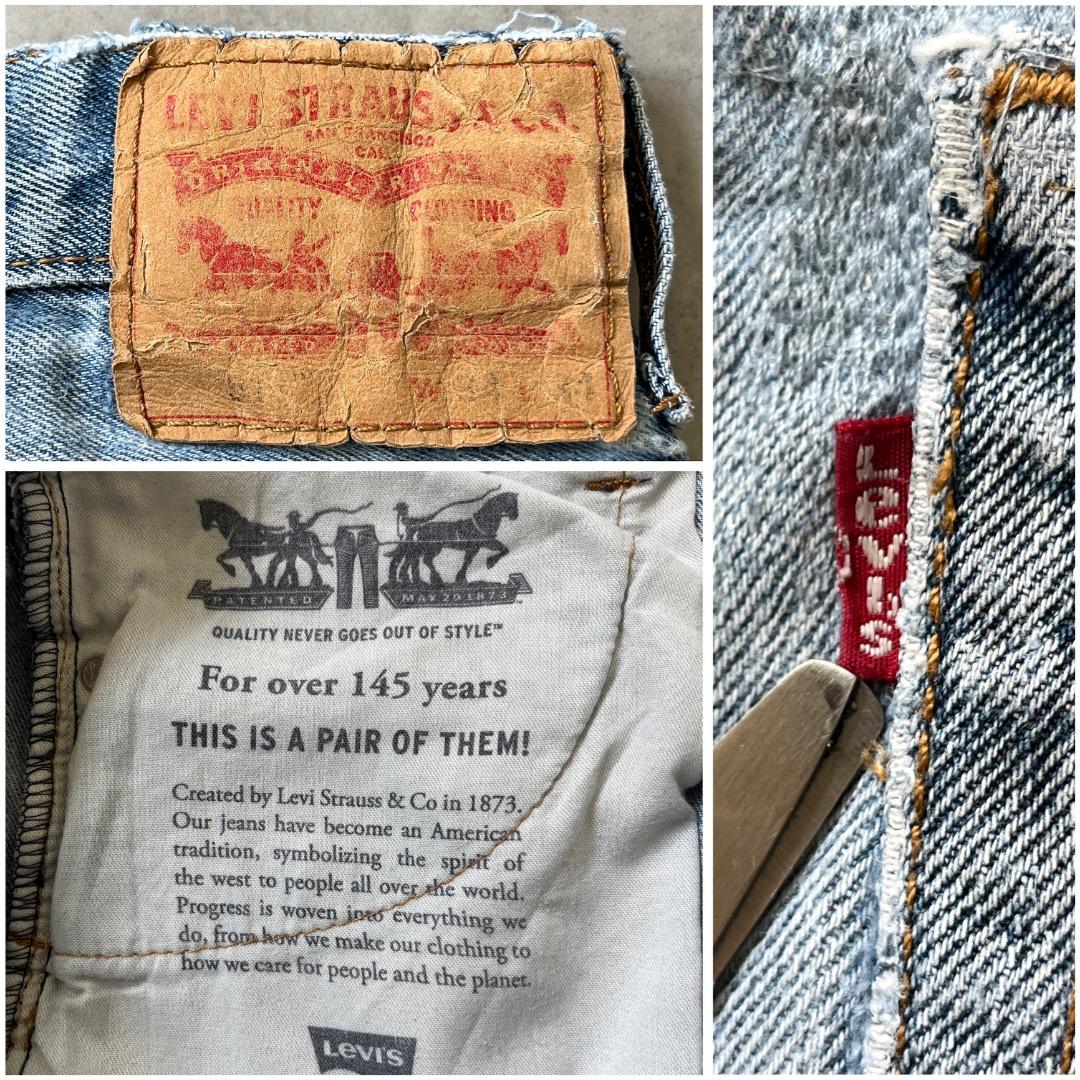 LEVI STRAUSS & CO.
SAN FRANCISCO
CAL
ORIGINAL
QUALITY CLOTHING
W
PATENTED MAY 20 1873
QUALITY NEVER GOES OUT OF STYLE™
For over 145 years
THIS IS A PAIR OF THEM!
Created by Levi Strauss & Co in 1873.
Our jeans have become an American
tradition, symbolizing the spirit of
the west to people all over the world.
Progress is woven into everything we
do, from how we make our clothing to
how we care for people and the planet.
LEVI'S
LeVI'S